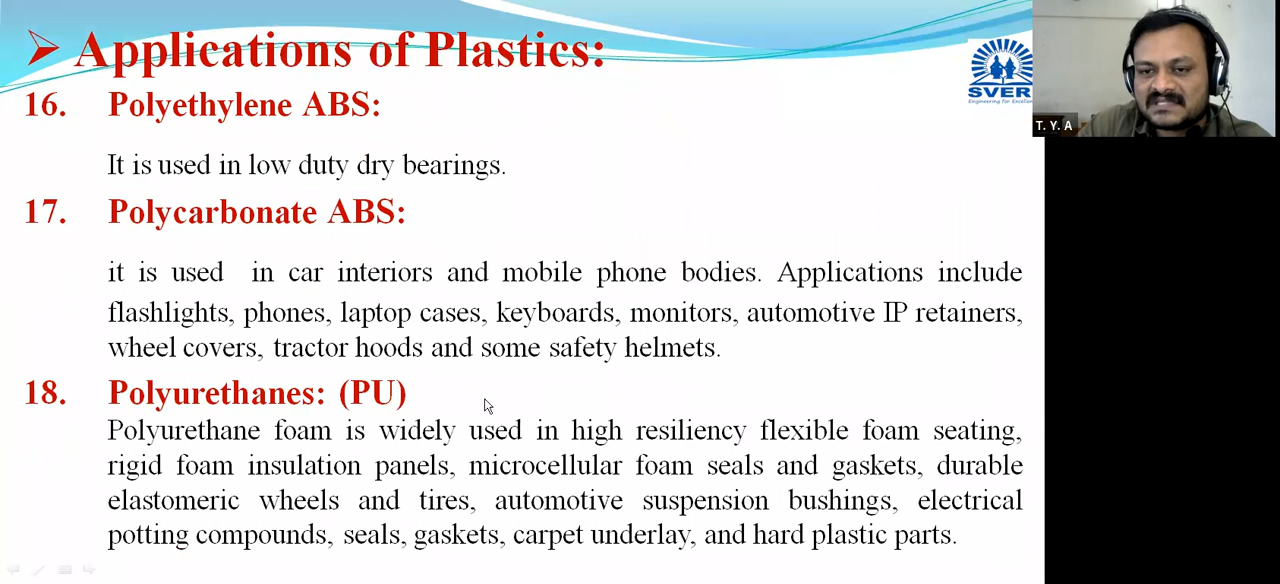 ➢ Applications of Plastics:
SVER
Engineering for Excellen
T. Y. A
16. Polyethylene ABS:
It is used in low duty dry bearings.
17. Polycarbonate ABS:
it is used in car interiors and mobile phone bodies. Applications include
flashlights, phones, laptop cases, keyboards, monitors, automotive IP retainers,
wheel covers, tractor hoods and some safety helmets.
18. Polyurethanes: (PU)
Polyurethane foam is widely used in high resiliency flexible foam seating,
rigid foam insulation panels, microcellular foam seals and gaskets, durable
elastomeric wheels and tires, automotive suspension bushings, electrical
potting compounds, seals, gaskets, carpet underlay, and hard plastic parts.